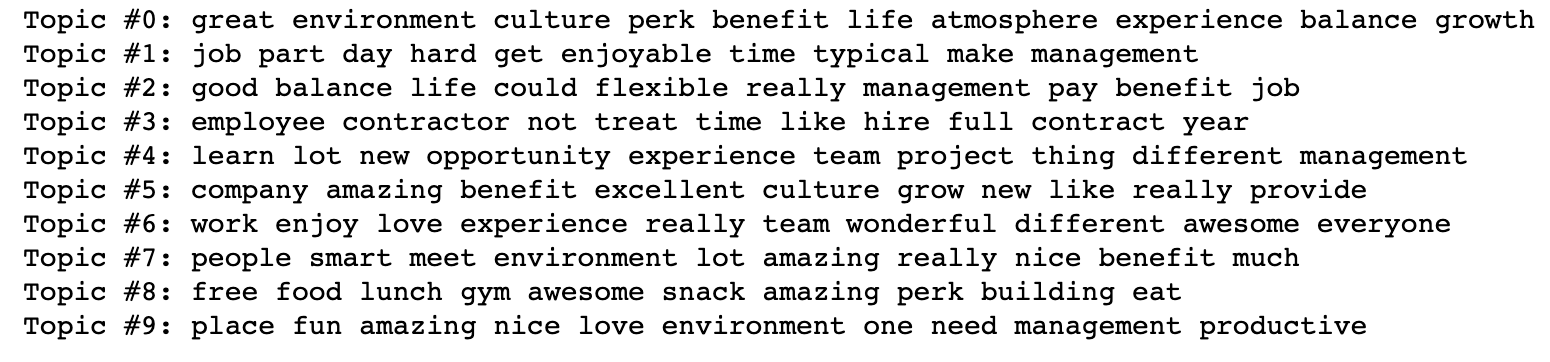 Topic #0: great environment culture perk benefit life atmosphere experience balance growth
Topic #1: job part day hard get enjoyable time typical make management
Topic #2: good balance life could flexible really management pay benefit job
Topic #3: employee contractor not treat time like hire full contract year
Topic #4: learn lot new opportunity experience team project thing different management
Topic #5: company amazing benefit excellent culture grow new like really provide
Topic #6: work enjoy love experience really team wonderful different awesome everyone
Topic #7: people smart meet environment lot amazing really nice benefit much
Topic #8: free food lunch gym awesome snack amazing perk building eat
Topic #9: place fun amazing nice love environment one need management productive